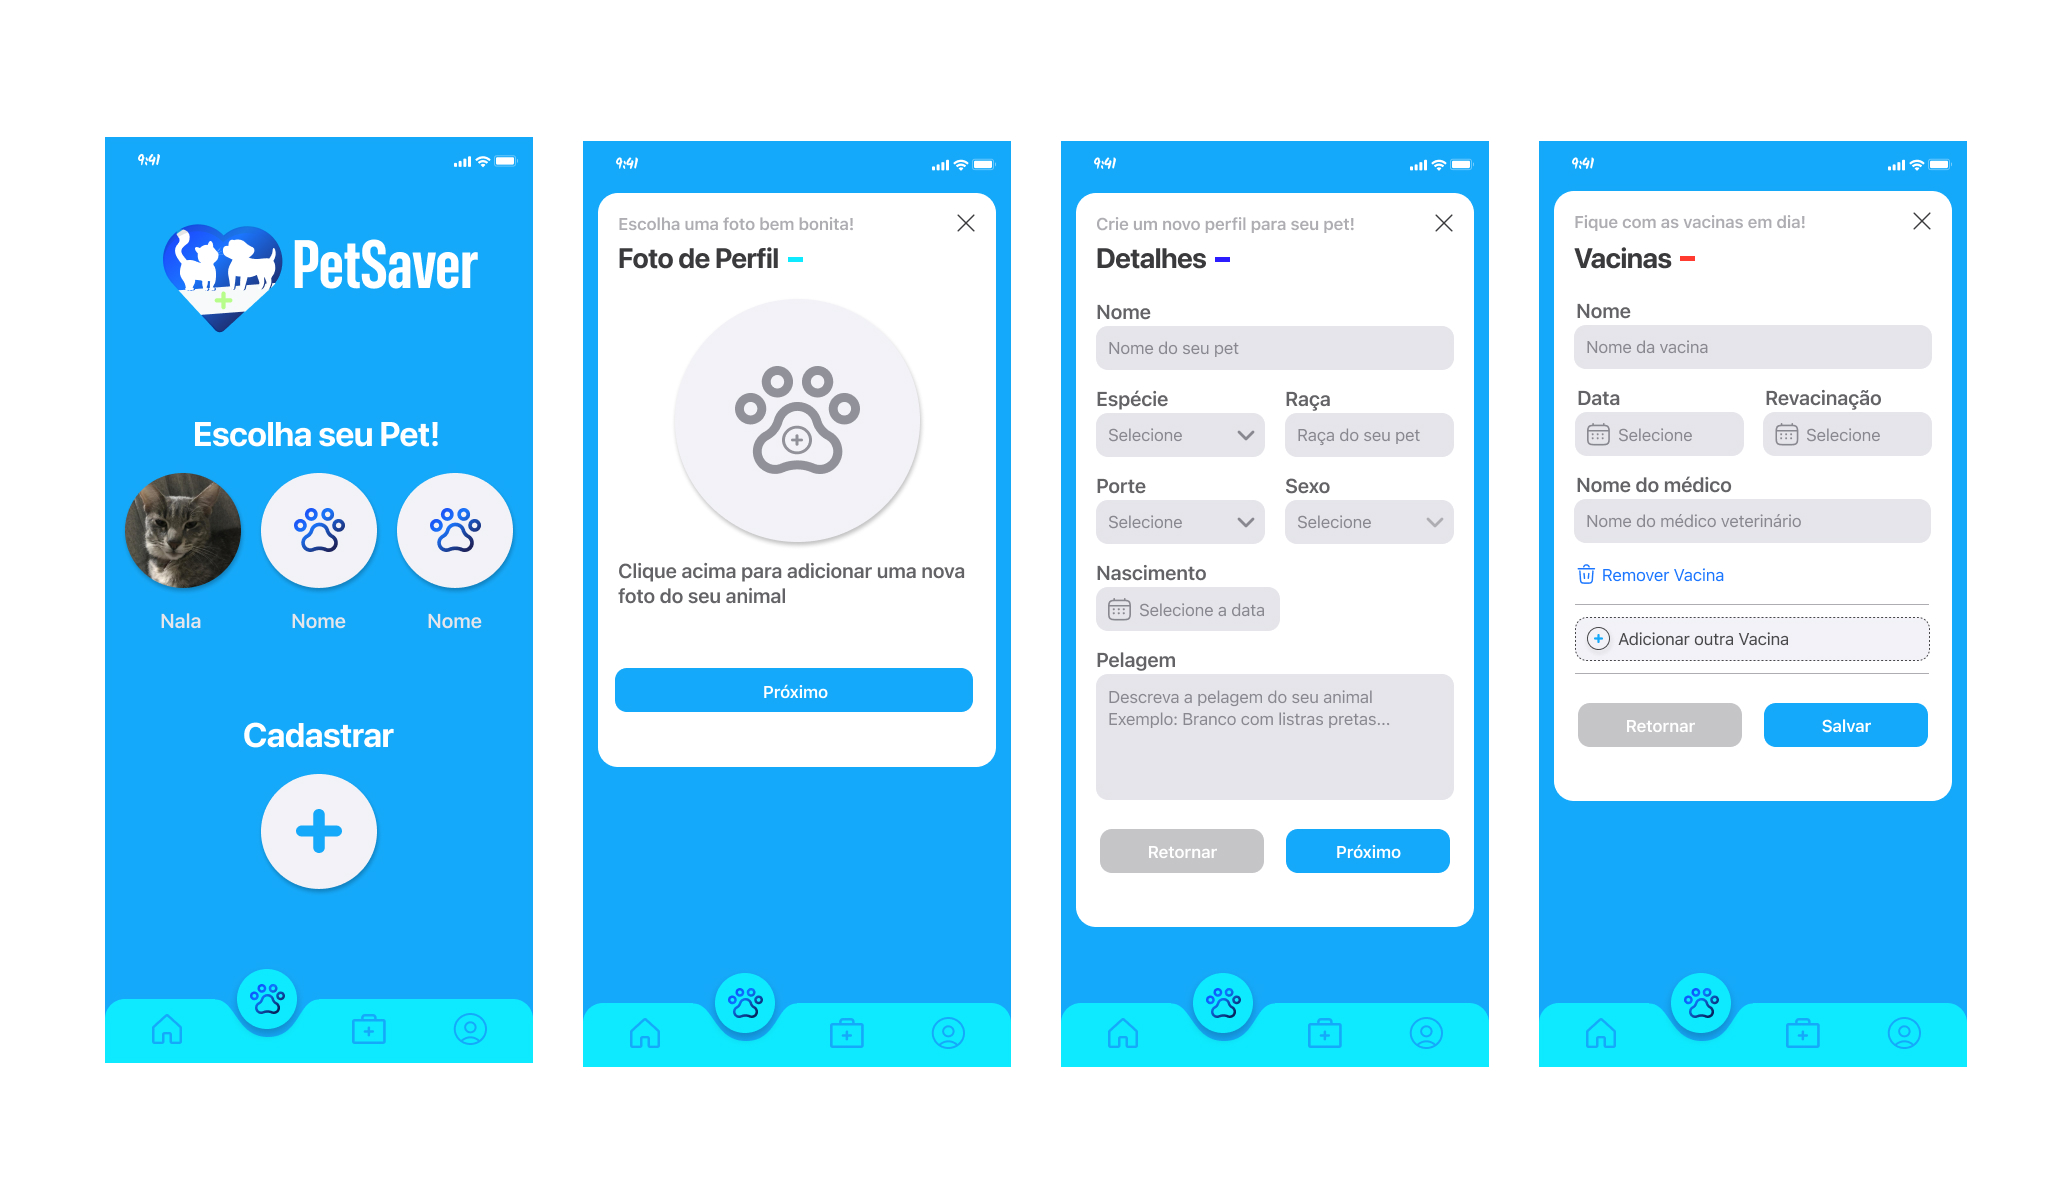 9:41
PetSaver
Escolha seu Pet!
Nala
Nome
Nome
Cadastrar
9:41
Escolha uma foto bem bonita!
Foto de Perfil
Clique acima para adicionar uma nova
foto do seu animal
Próximo
9:41
Crie um novo perfil para seu pet!
Detalhes
Nome
Nome do seu pet
Espécie
Raça
Selecione
Raça do seu pet
Porte
Sexo
Selecione
Selecione
Nascimento
Selecione a data
Pelagem
Descreva a pelagem do seu animal
Exemplo: Branco com listras pretas...
Retornar
Próximo
9:41
Fique com as vacinas em dia!
Vacinas
Nome
Nome da vacina
Data
Revacinação
Selecione
Selecione
Nome do médico
Nome do médico veterinário
Remover Vacina
Adicionar outra Vacina
Retornar
Salvar